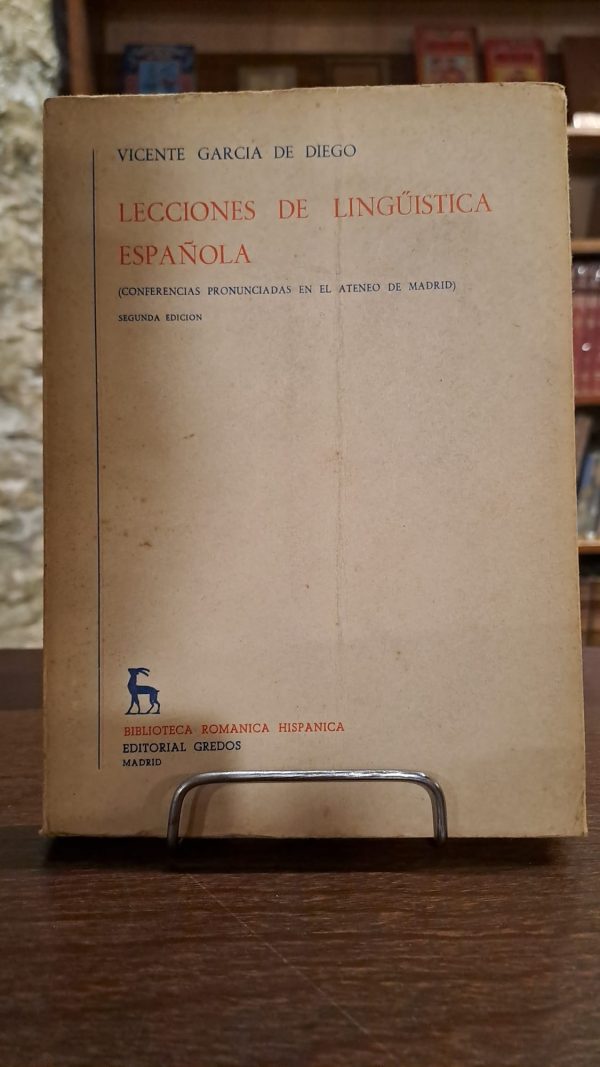 VICENTE GARCIA DE DIEGO
LECCIONES DE LINGÜISTICA
ESPAÑOLA
(CONFERENCIAS PRONUNCIADAS EN EL ATENEO DE MADRID)
SEGUNDA EDICION
BIBLIOTECA ROMANICA HISPANICA
EDITORIAL GREDOS
MADRID